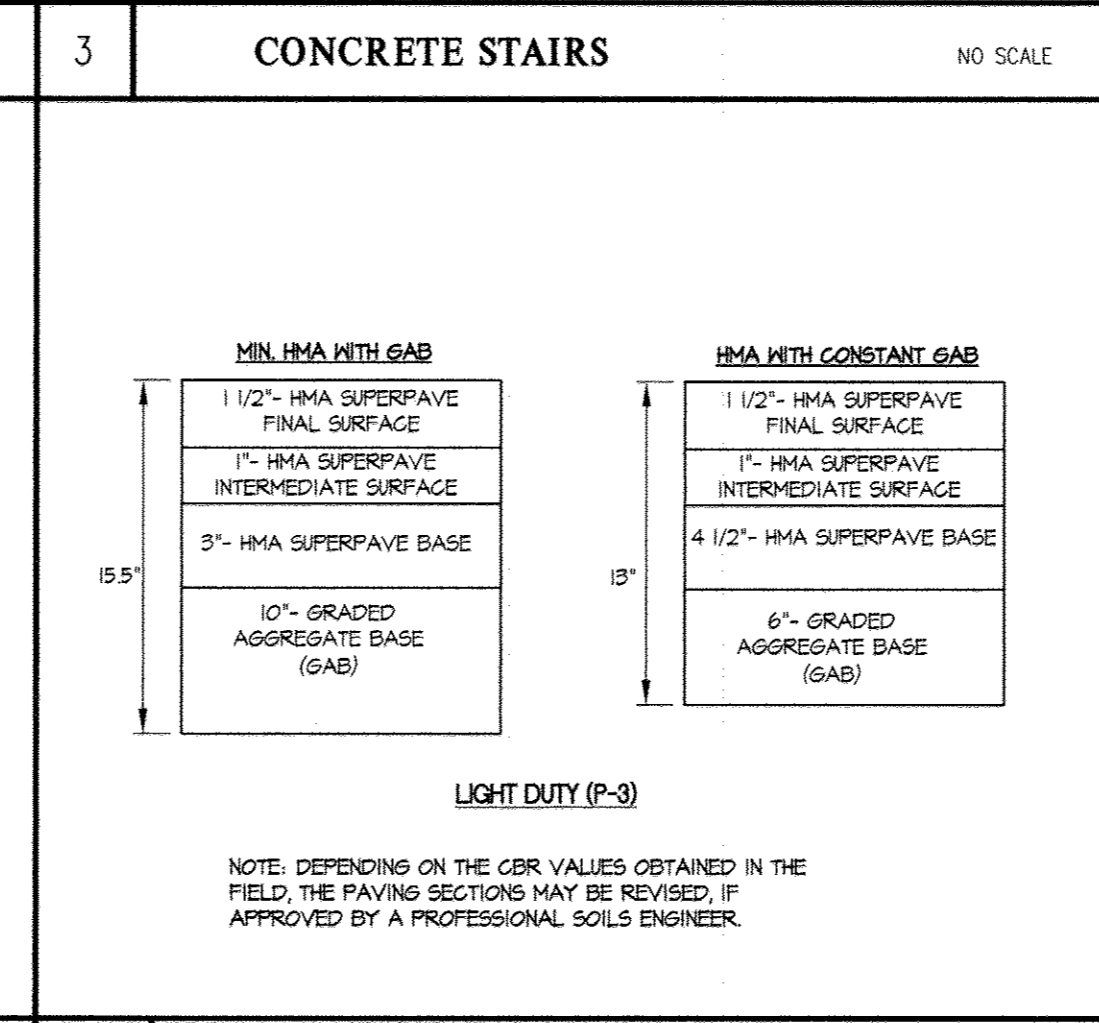 3
CONCRETE STAIRS
NO SCALE
MIN. HMA WITH GAB
1 1/2"- HMA SUPERPAVE
FINAL SURFACE
1"- HMA SUPERPAVE
INTERMEDIATE SURFACE
3"- HMA SUPERPAVE BASE
15.5"
10"- GRADED
AGGREGATE BASE
(GAB)
HMA WITH CONSTANT GAB
1 1/2"- HMA SUPERPAVE
FINAL SURFACE
1"- HMA SUPERPAVE
INTERMEDIATE SURFACE
4 1/2"- HMA SUPERPAVE BASE
13"
6"- GRADED
AGGREGATE BASE
(GAB)
LIGHT DUTY (P-3)
NOTE: DEPENDING ON THE CBR VALUES OBTAINED IN THE
FIELD, THE PAVING SECTIONS MAY BE REVISED, IF
APPROVED BY A PROFESSIONAL SOILS ENGINEER.